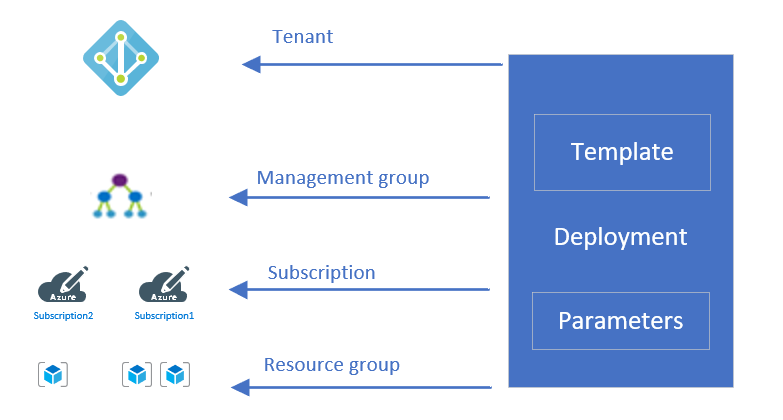 Tenant
Template
Management group
Deployment
Subscription
Azure
Azure
Subscription2
Subscription1
Parameters
Resource group